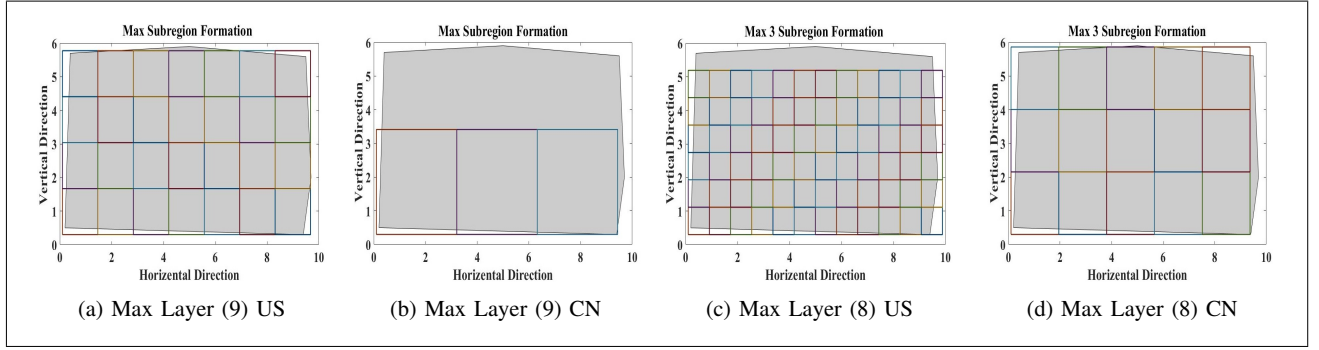 Max Subregion Formation
6
5
4
3
2
1
0
Vertical Direction
0 2 4 6 8 10
Horizental Direction
(a) Max Layer (9) US
Max Subregion Formation
6
5
4
3
2
1
0
Vertical Direction
0 2 4 6 8 10
Horizental Direction
(b) Max Layer (9) CN
Max 3 Subregion Formation
6
5
4
3
2
1
0
Vertical Direction
0 2 4 6 8 10
Horizental Direction
(c) Max Layer (8) US
Max 3 Subregion Formation
6
5
4
3
2
1
0
Vertical Direction
0 2 4 6 8 10
Horizental Direction
(d) Max Layer (8) CN